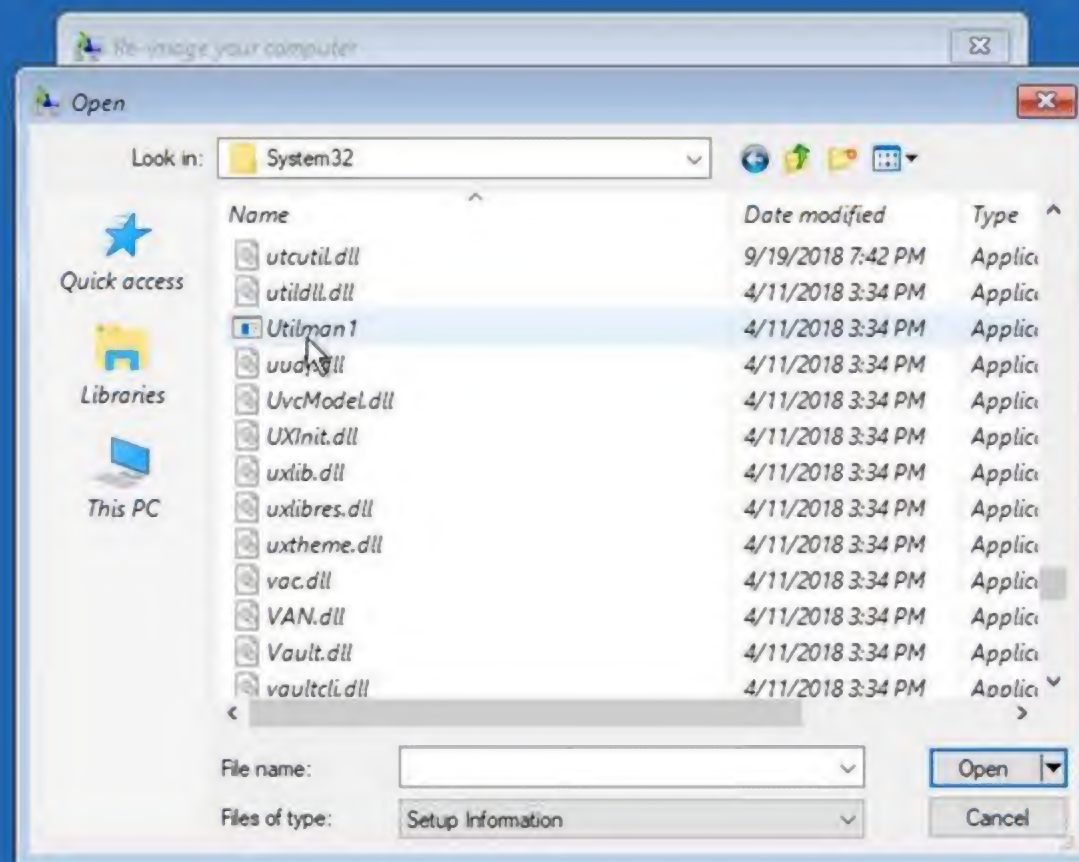 Re-image your computer
Open
Look in: System32
Name Date modified Type
utcutil.dll 9/19/2018 7:42 PM Applic
utildll.dll 4/11/2018 3:34 PM Applic
Utilman1 4/11/2018 3:34 PM Applic
4/11/2018 3:34 PM Applic
UvcModel.dll 4/11/2018 3:34 PM Applic
UXInit.dll 4/11/2018 3:34 PM Applic
uxlib.dll 4/11/2018 3:34 PM Applic
uxlibres.dll 4/11/2018 3:34 PM Applic
uxtheme.dll 4/11/2018 3:34 PM Applic
vac.dll 4/11/2018 3:34 PM Applic
VAN.dll 4/11/2018 3:34 PM Applic
Vault.dll 4/11/2018 3:34 PM Applic
vaultcli.dll 4/11/2018 3:34 PM Applic
Quick access
Libraries
This PC
File name:
Open
Files of type: Setup Information
Cancel